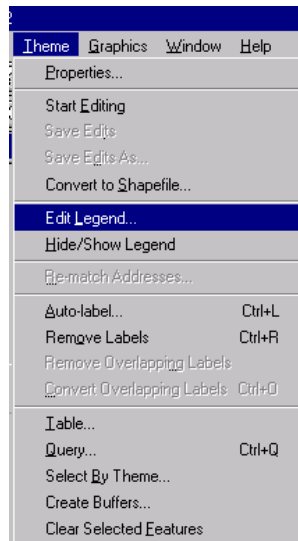 Theme Graphics Window Help
Properties...
Start Editing
Save Edits
Save Edits As...
Convert to Shapefile...
Edit Legend...
Hide/Show Legend
Re-match Addresses...
Auto-label... Ctrl+L
Remove Labels Ctrl+R
Remove Overlapping Labels
Convert Overlapping Labels Ctrl+O
Table...
Query... Ctrl+Q
Select By Theme...
Create Buffers...
Clear Selected Features